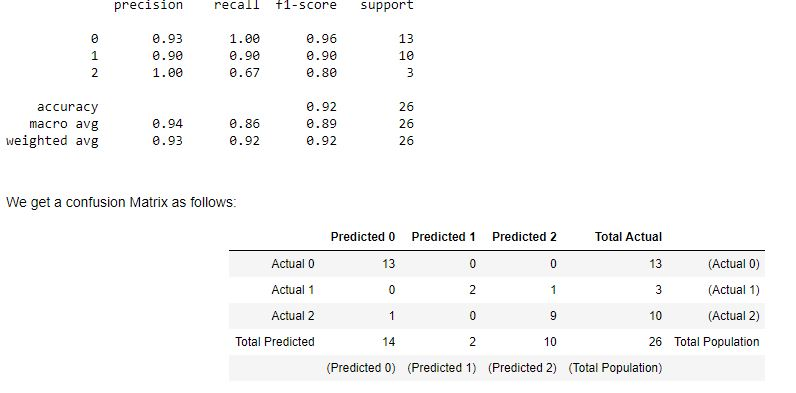 precision recall f1-score support
0 0.93 1.00 0.96 13
1 0.90 0.90 0.90 10
2 1.00 0.67 0.80 3
accuracy 0.92 26
macro avg 0.94 0.86 0.89 26
weighted avg 0.93 0.92 0.92 26
We get a confusion Matrix as follows:
Predicted 0 Predicted 1 Predicted 2 Total Actual
Actual 0 13 0 0 13 (Actual 0)
Actual 1 0 2 1 3 (Actual 1)
Actual 2 1 0 9 10 (Actual 2)
Total Predicted 14 2 10 26 Total Population
(Predicted 0) (Predicted 1) (Predicted 2) (Total Population)